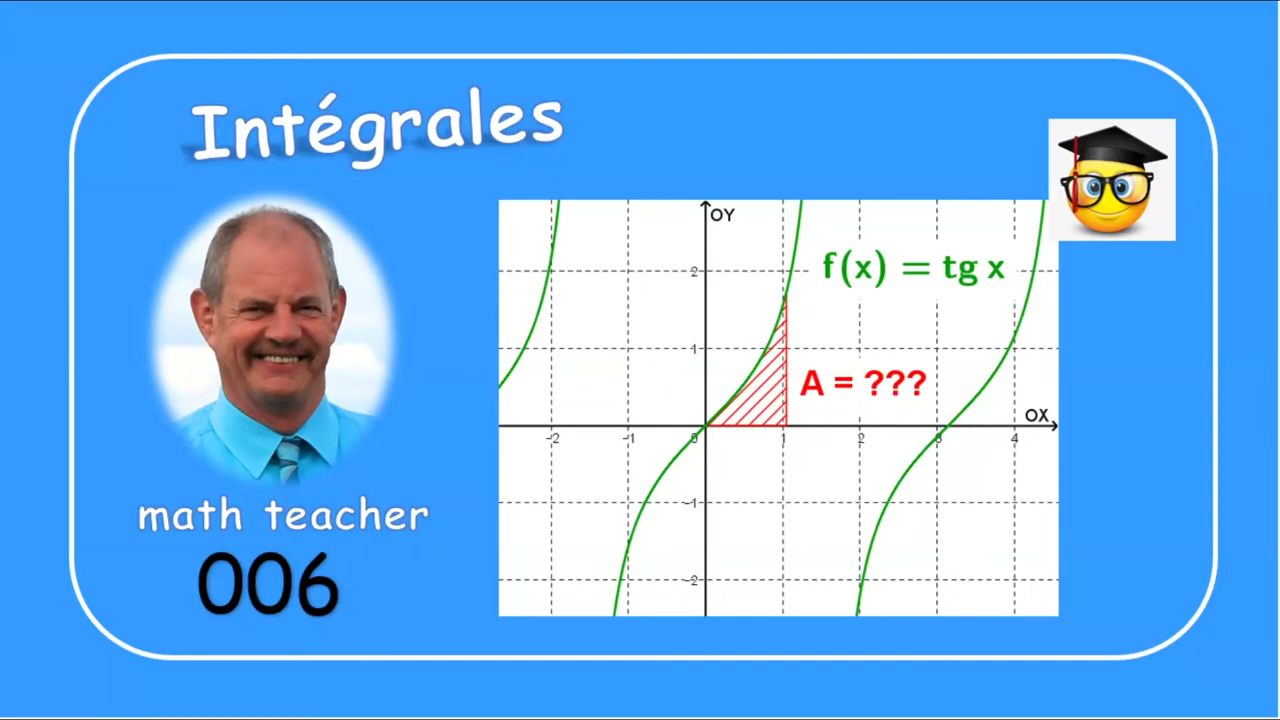 Intégrales
math teacher
006
OY
f(x) = tg x
A = ???
OX
2
1
-2 -1 0 1 2 3 4
-1
-2